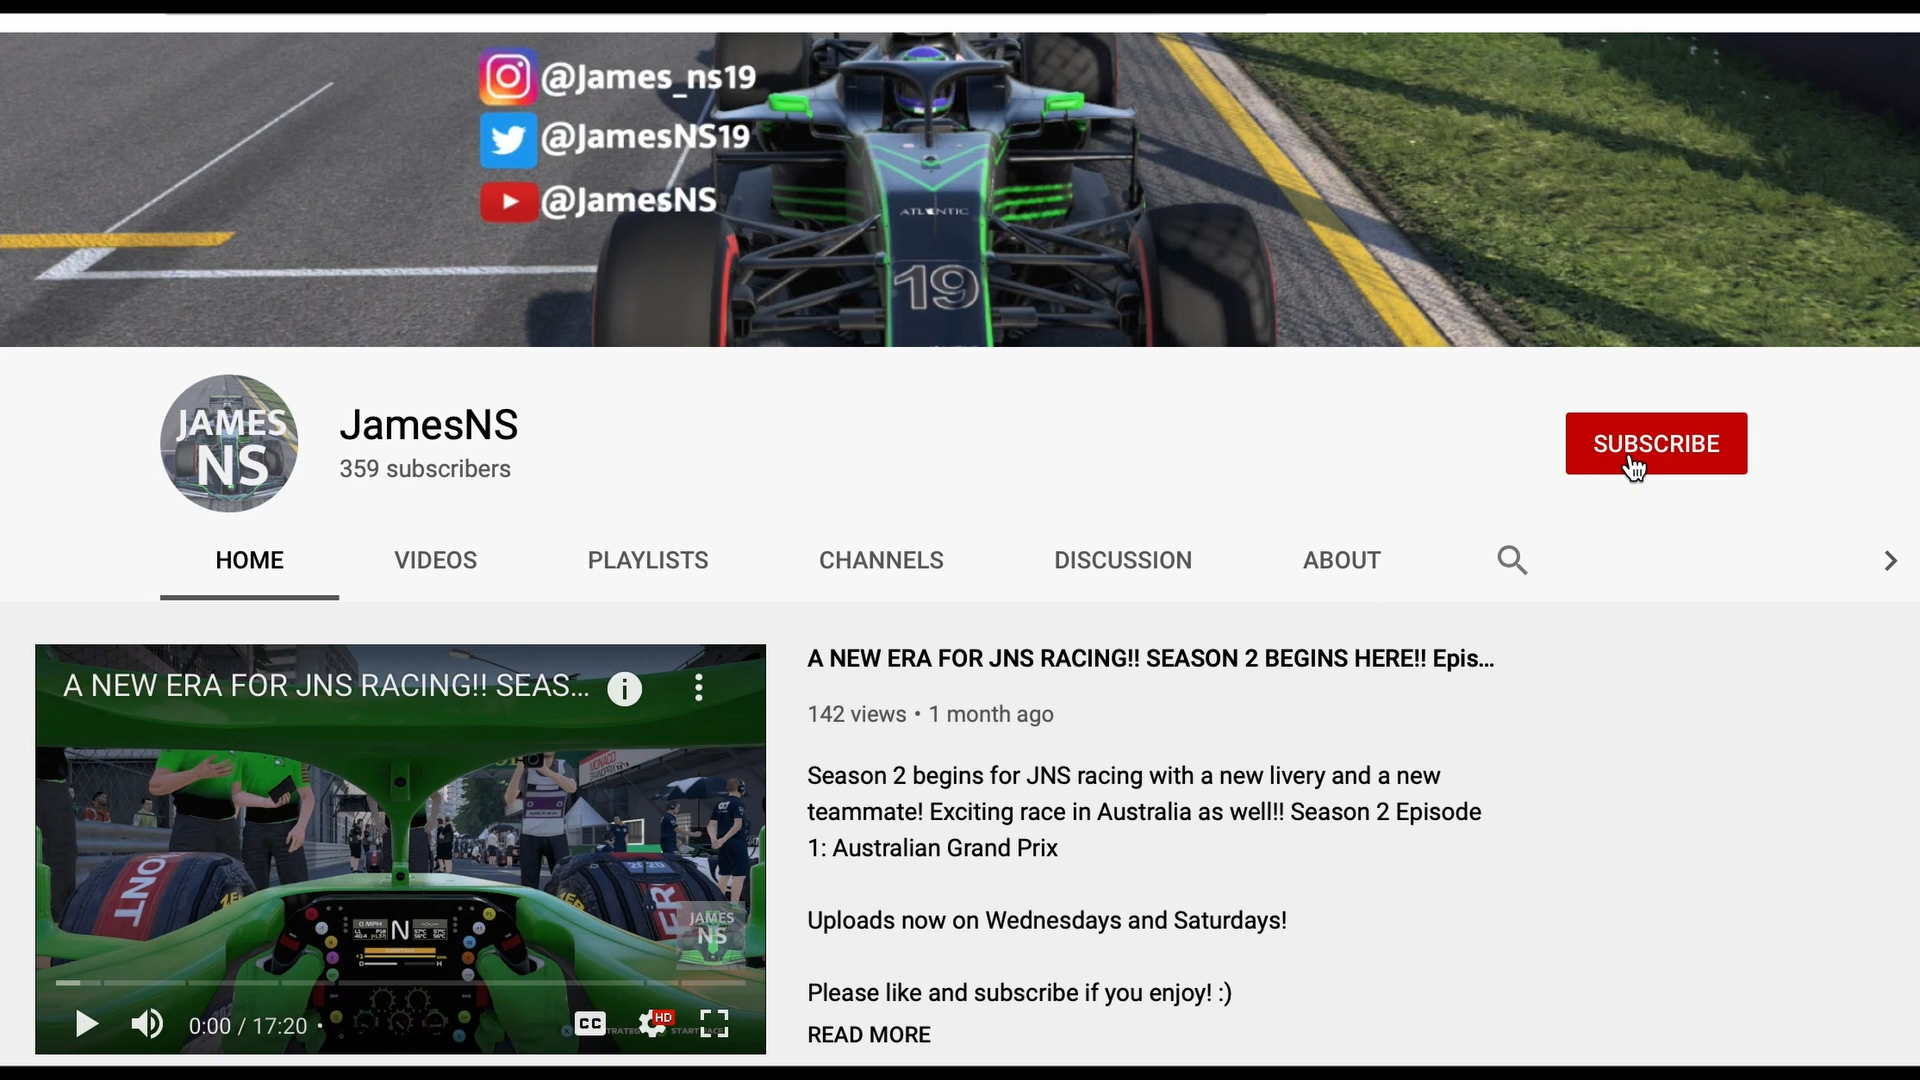 @James_ns19
@JamesNS19
@JamesNS
ATLANTIC
19
JAMES
NS
JamesNS
359 subscribers
SUBSCRIBE
HOME
VIDEOS
PLAYLISTS
CHANNELS
DISCUSSION
ABOUT
A NEW ERA FOR JNS RACING!! SEAS...
MONACO
N
JAMES
NS
0:00 / 17:20
CC
HD
A NEW ERA FOR JNS RACING!! SEASON 2 BEGINS HERE!! Epis...
142 views • 1 month ago
Season 2 begins for JNS racing with a new livery and a new
teammate! Exciting race in Australia as well!! Season 2 Episode
1: Australian Grand Prix
Uploads now on Wednesdays and Saturdays!
Please like and subscribe if you enjoy! :)
READ MORE